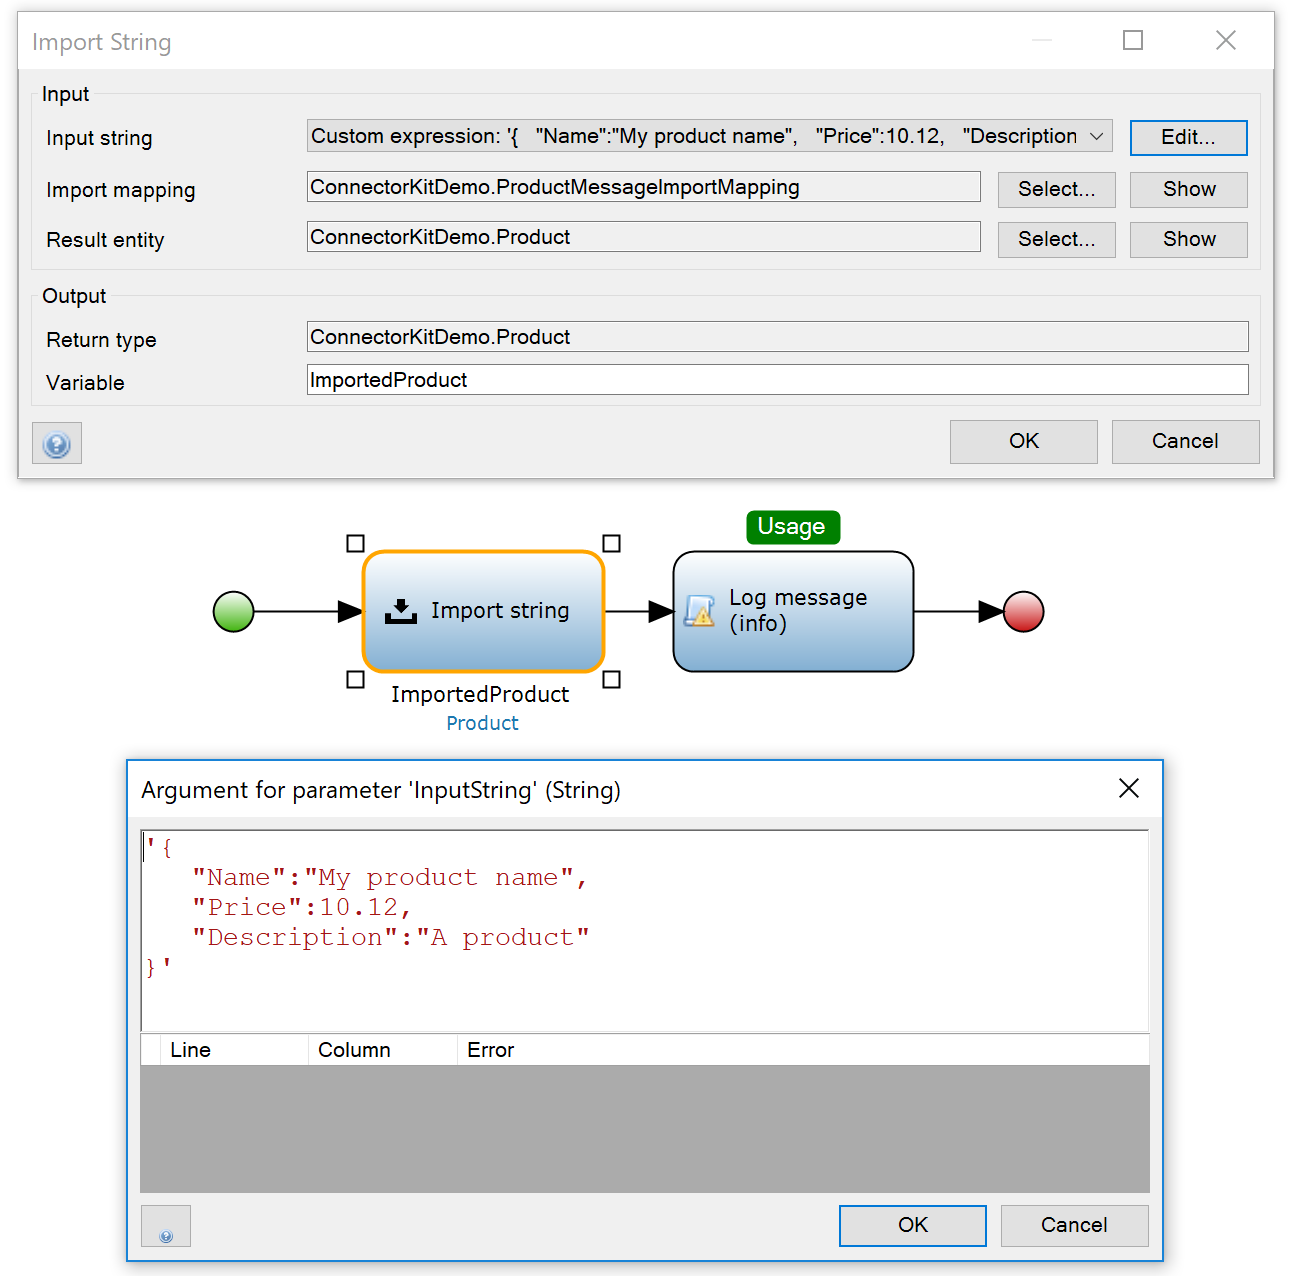 Import String
Input
Input string
Custom expression: '{   "Name":"My product name",   "Price":10.12,   "Description
Edit...
Import mapping
ConnectorKitDemo.ProductMessageImportMapping
Select...
Show
Result entity
ConnectorKitDemo.Product
Select...
Show
Output
Return type
ConnectorKitDemo.Product
Variable
ImportedProduct
OK
Cancel
Usage
Import string
Log message
(info)
ImportedProduct
Product
Argument for parameter 'InputString' (String)
'{
"Name":"My product name",
"Price":10.12,
"Description":"A product"
}'
Line
Column
Error
OK
Cancel